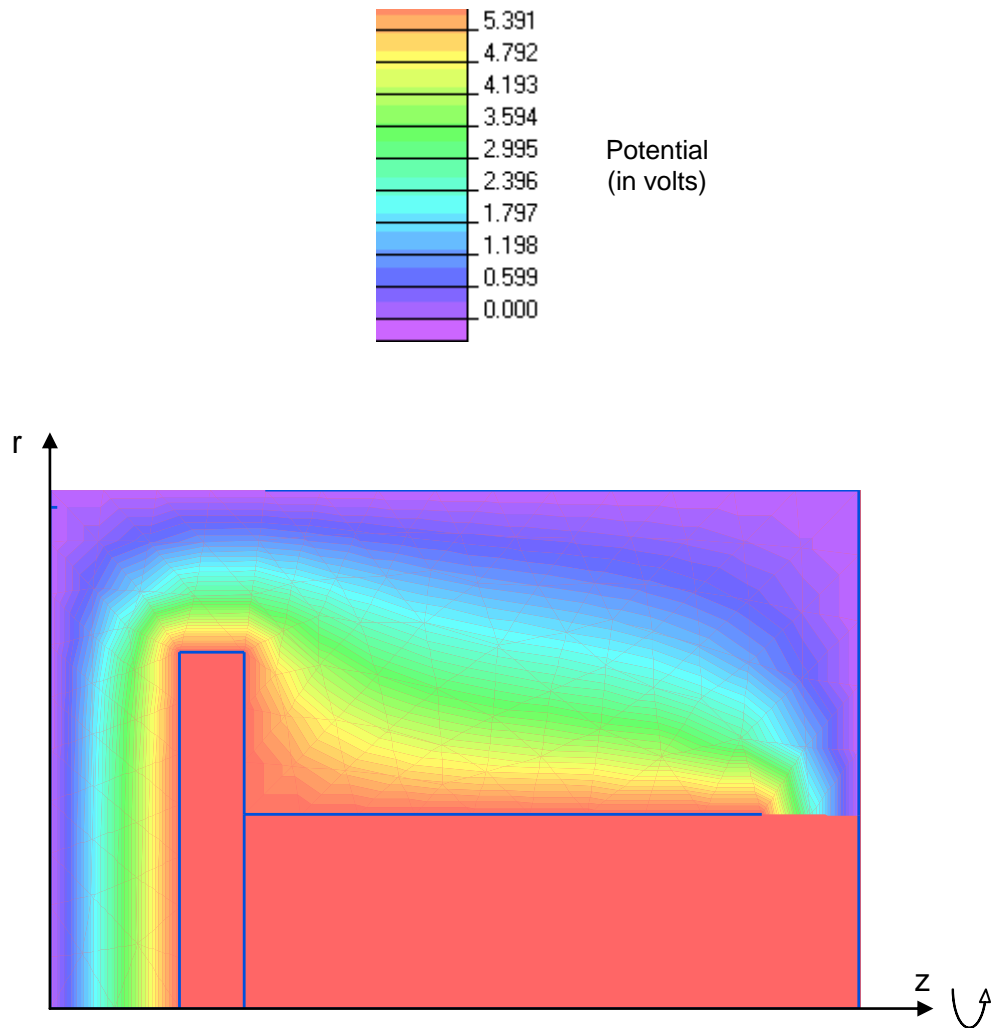 5.391
4.792
4.193
3.594
2.995
2.396
1.797
1.198
0.599
0.000
Potential
(in volts)
r
z